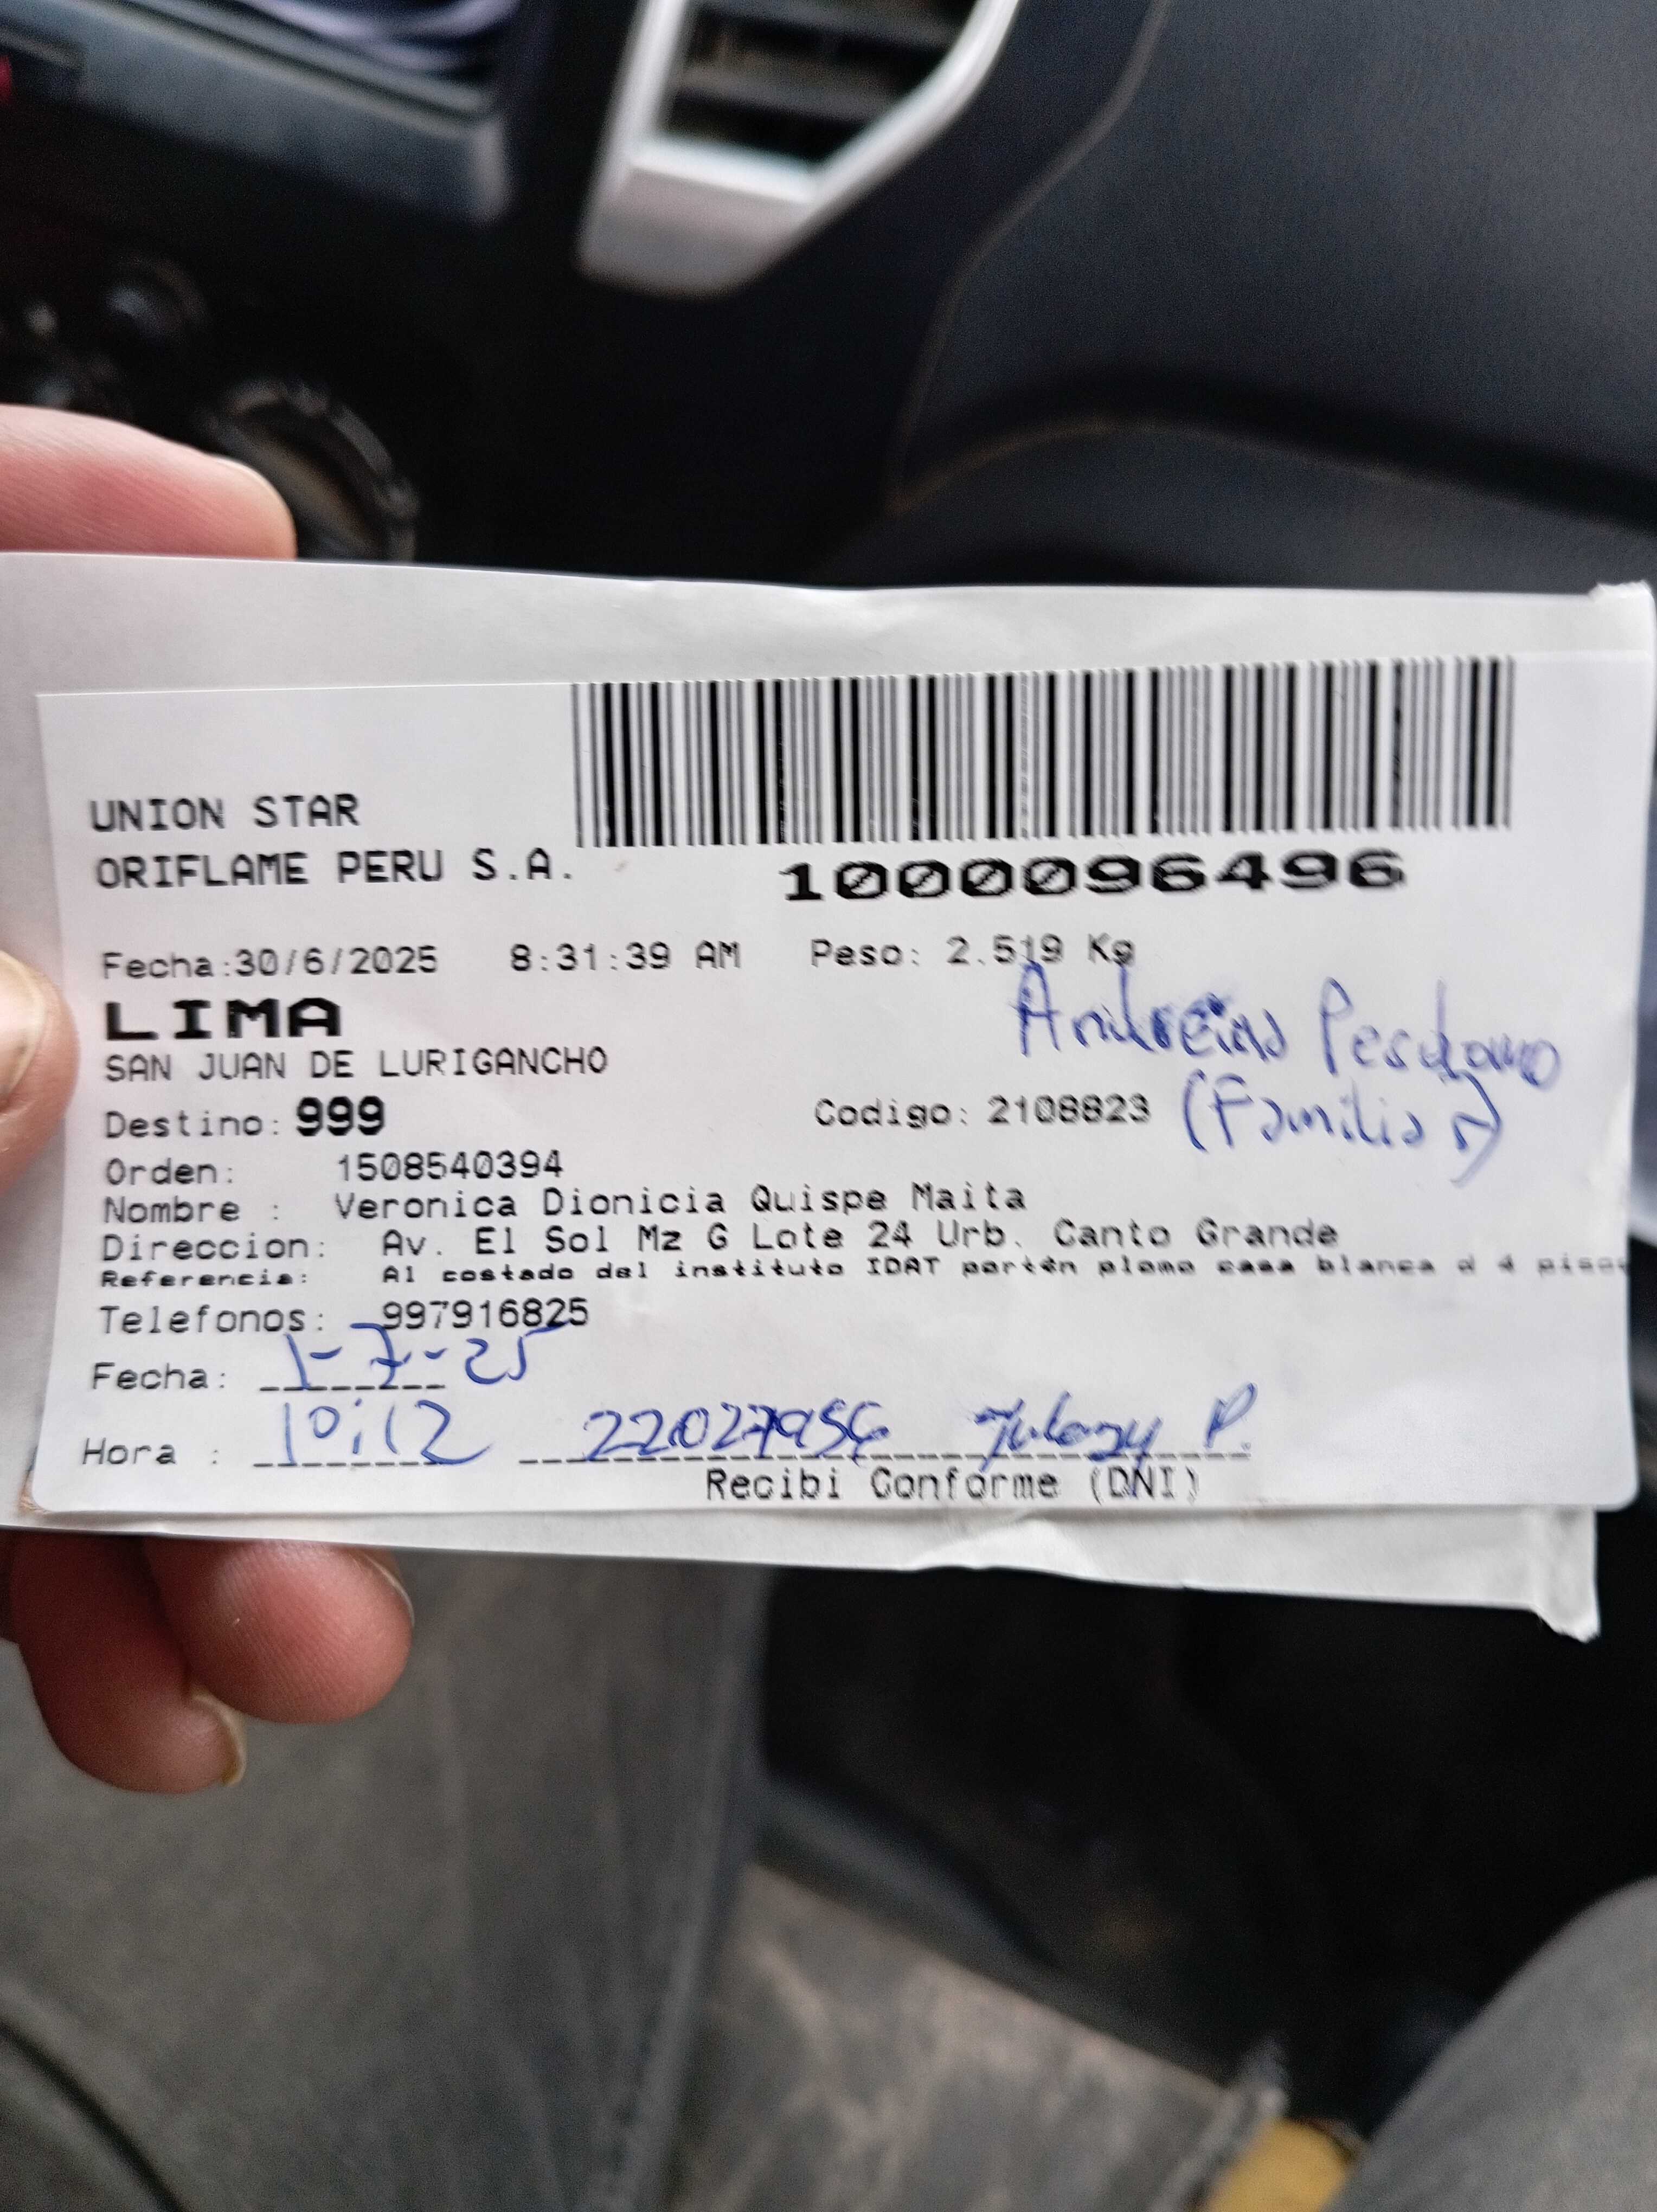 UNION STAR
ORIFLAME PERU S.A.
1000096496
Fecha:30/6/2025 8:31:39 AM Peso: 2.519 Kg
LIMA
SAN JUAN DE LURIGANCHO
Perdomo
Destino: 999 Codigo: 2108823 (Familiar)
Orden: 1508540394
Nombre : Veronica Dionicia Quispe Maita
Direccion: Av. El Sol Mz G Lote 24 Urb. Canto Grande
Referencia: Al costado del instituto IDAT portón plomo casa blanca d 4 pisos
Telefonos: 997916825
Fecha: 1-7-25
Hora : 10:12 P.
Recibi Conforme (DNI)